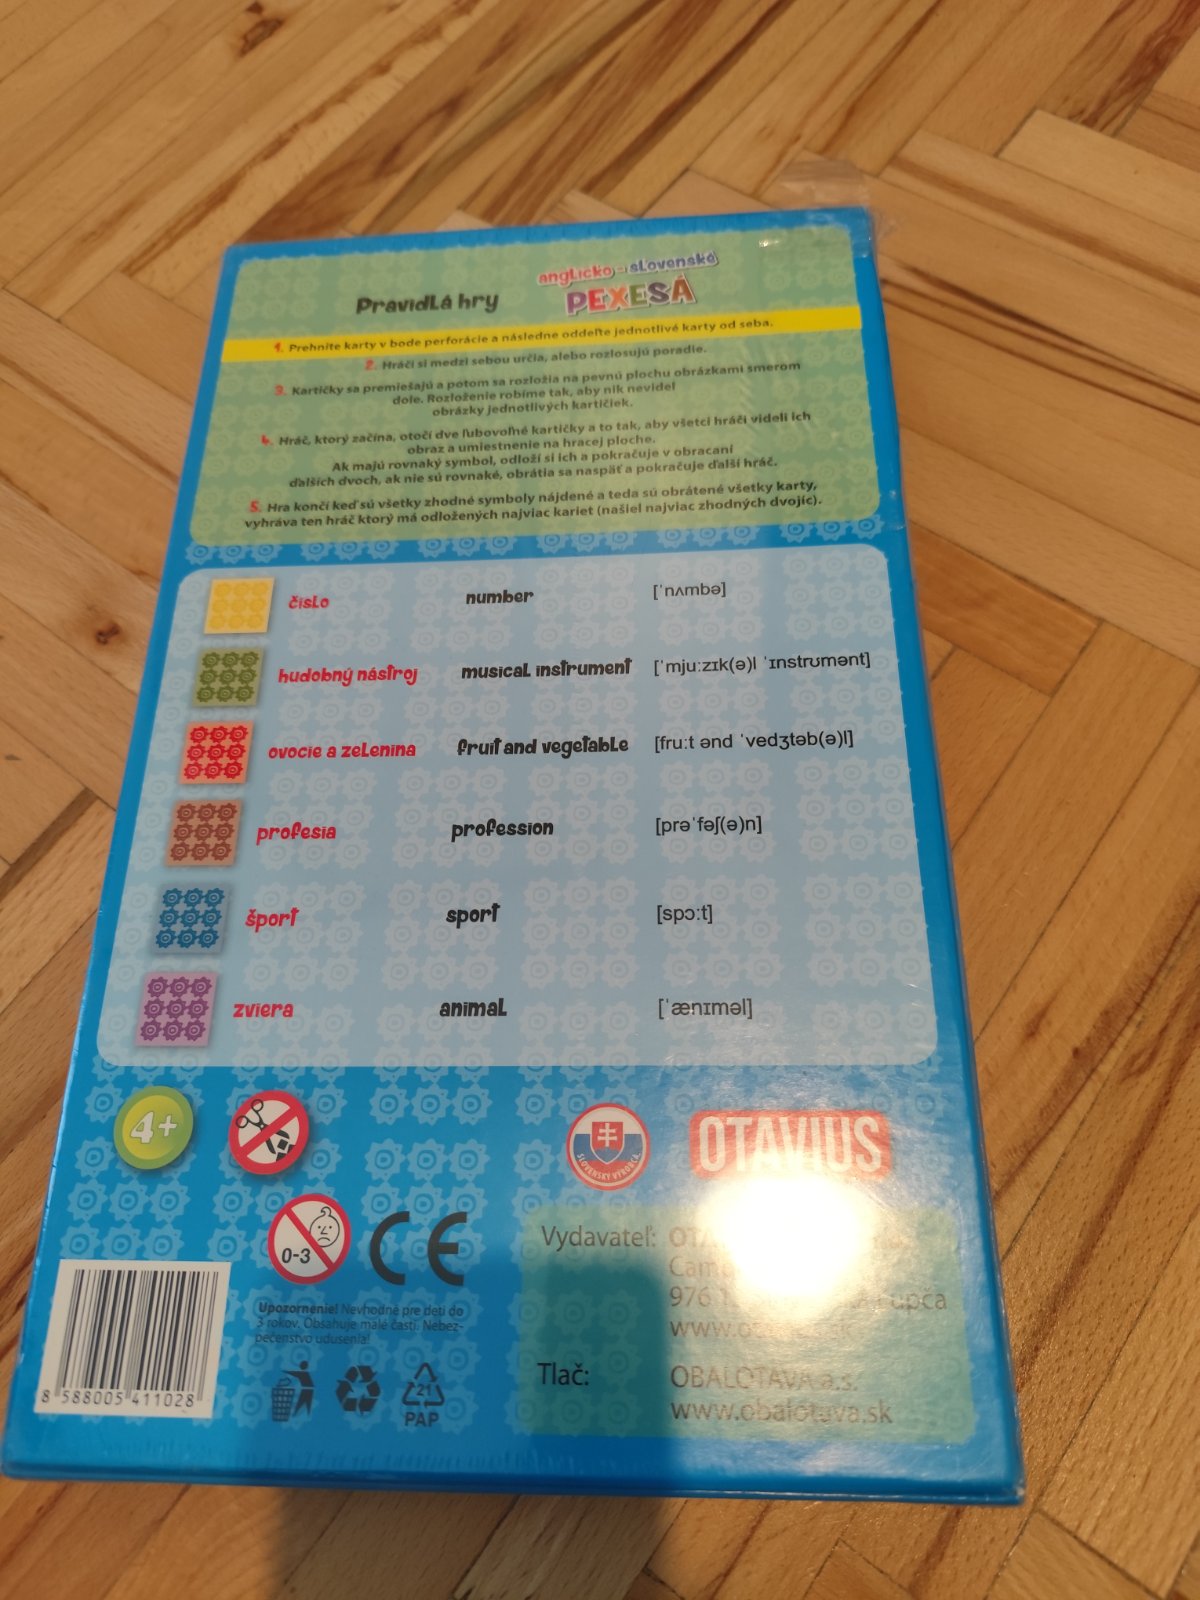 anglicko - slovenské
Pravidlá hry
PEXESÁ
1. Prehnite karty v bode perforácie a následne oddeľte jednotlivé karty od seba.
2. Hráči si medzi sebou určia, alebo rozlosujú poradie.
3. Kartičky sa premiešajú a potom sa rozložia na pevnú plochu obrázkami smerom
dole. Rozloženie robíme tak, aby nik nevidel
obrázky jednotlivých kartičiek.
4. Hráč, ktorý začína, otočí dve ľubovoľné kartičky a to tak, aby všetci hráči videli ich
obraz a umiestnenie na hracej ploche.
Ak majú rovnaký symbol, odloží si ich a pokračuje v obracaní
ďalších dvoch, ak nie sú rovnaké, obrátia sa naspäť a pokračuje ďalší hráč.
5. Hra končí keď sú všetky zhodné symboly nájdené a teda sú obrátené všetky karty,
vyhráva ten hráč ktorý má odložených najviac kariet (našiel najviac zhodných dvojíc).
číslo number [ˈnʌmbə]
hudobný nástroj musical instrument [ˈmjuːzɪk(ə)l ˈɪnstrʊmənt]
ovocie a zelenina fruit and vegetable [fruːt ənd ˈvedʒtəb(ə)l]
profesia profession [prəˈfəʃ(ə)n]
šport sport [spɔːt]
zviera animal [ˈænɪməl]
4+
SLOVENSKÝ VÝROBCA
OTAVIUS
0-3
CE
Vydavateľ:
976
www.
Upozornenie! Nevhodné pre deti do
3 rokov. Obsahuje malé časti. Nebez-
pečenstvo udusenia!
Tlač: OBALOTAVA a.s.
www.obalotava.sk
21
PAP
8 588005 411028